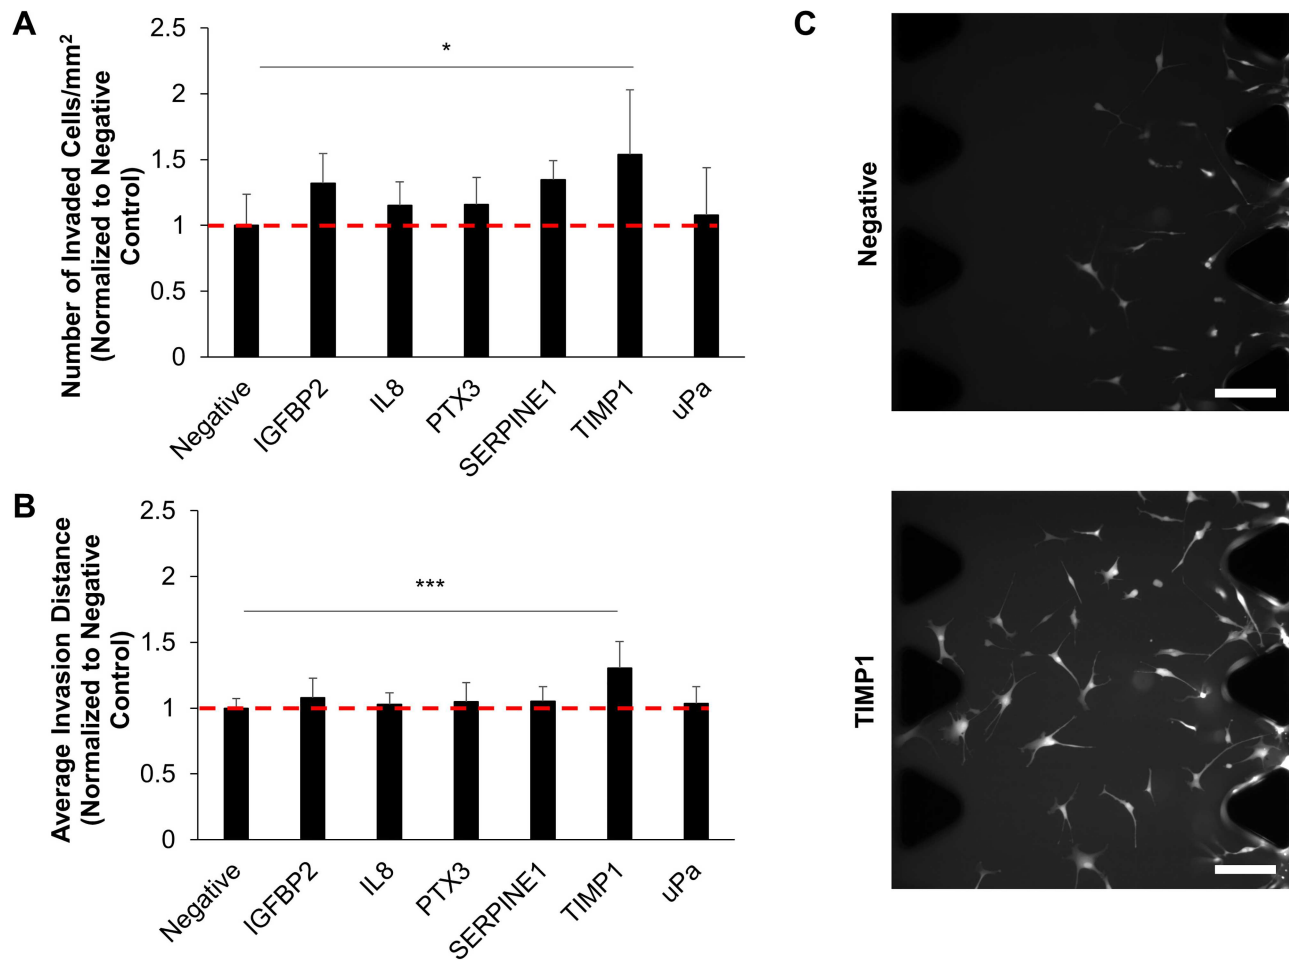 A
Number of Invaded Cells/mm²
(Normalized to Negative
Control)
2.5
2
1.5
1
0.5
0
*
Negative
IGFBP2
IL8
PTX3
SERPINE1
TIMP1
uPa
B
Average Invasion Distance
(Normalized to Negative
Control)
2.5
2
1.5
1
0.5
0
***
Negative
IGFBP2
IL8
PTX3
SERPINE1
TIMP1
uPa
C
Negative
TIMP1